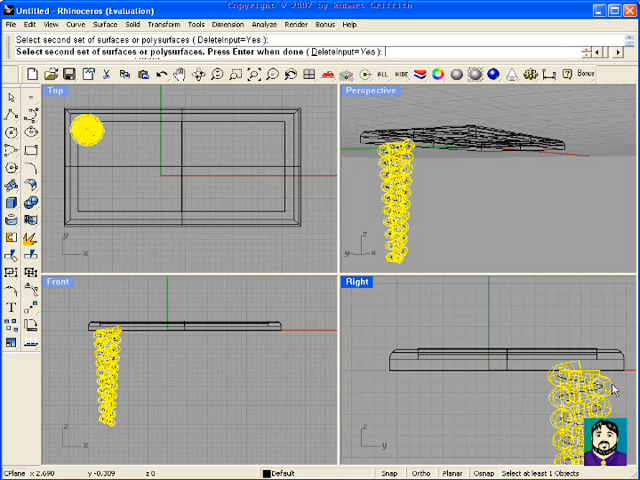 Copyright © 2007 by Robert Griffith
Untitled - Rhinoceros (Evaluation)
File Edit View Curve Surface Solid Transform Tools Dimension Analyze Render Bonus Help
Select second set of surfaces or polysurfaces ( DeleteInput=Yes ):
Select second set of surfaces or polysurfaces. Press Enter when done ( DeleteInput=Yes ):
ALL HIDE Bonus
Top Perspective
y x
z y x
Front Right
z x
z y
T
CPlane x 2.690 y -0.309 z 0 Default Snap Ortho Planar Osnap Select at least 1 Objects